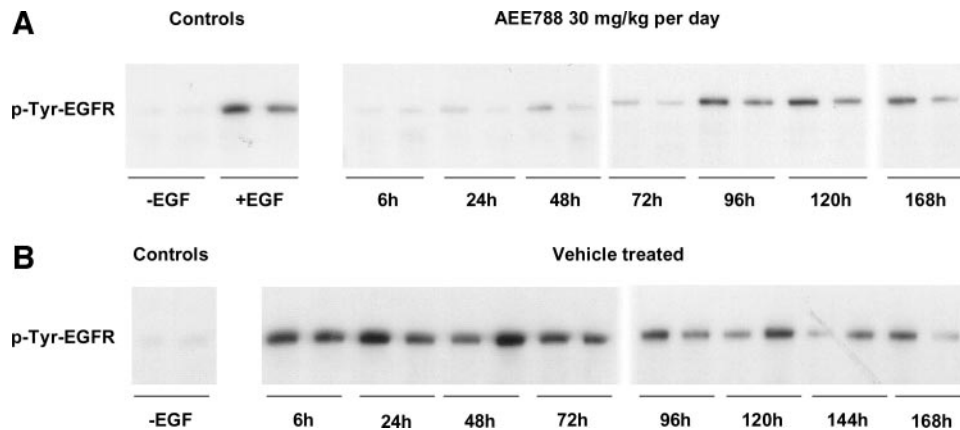 A
Controls
AEE788 30 mg/kg per day
p-Tyr-EGFR
-EGF +EGF 6h 24h 48h 72h 96h 120h 168h
B
Controls
Vehicle treated
p-Tyr-EGFR
-EGF 6h 24h 48h 72h 96h 120h 144h 168h